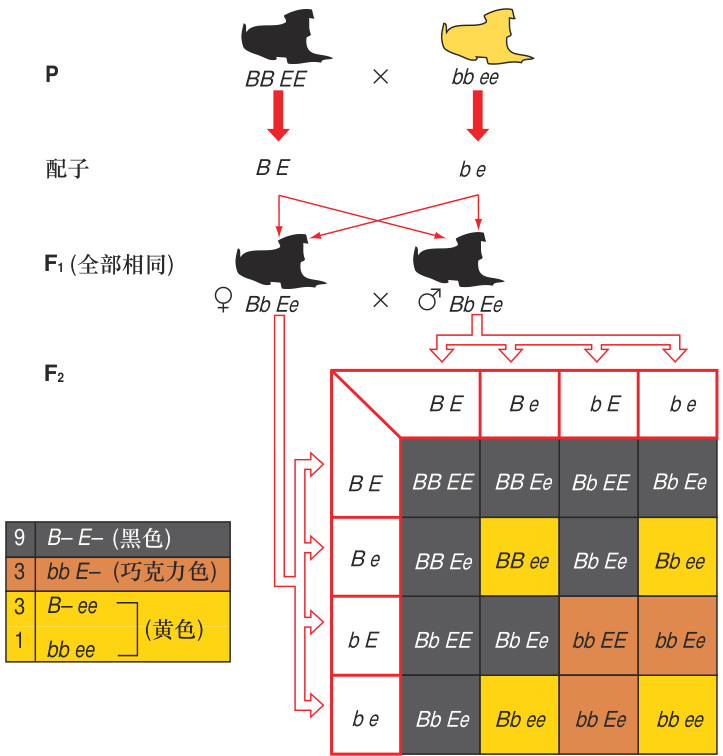 P
BB EE × bb ee
配子
B E b e
F1 (全部相同)
♀ Bb Ee × ♂ Bb Ee
F2
B E B e b E b e
B E BB EE BB Ee Bb EE Bb Ee
B e BB Ee BB ee Bb Ee Bb ee
b E Bb EE Bb Ee bb EE bb Ee
b e Bb Ee Bb ee bb Ee bb ee
9 B– E– (黑色)
3 bb E– (巧克力色)
3 B– ee
(黄色)
1 bb ee